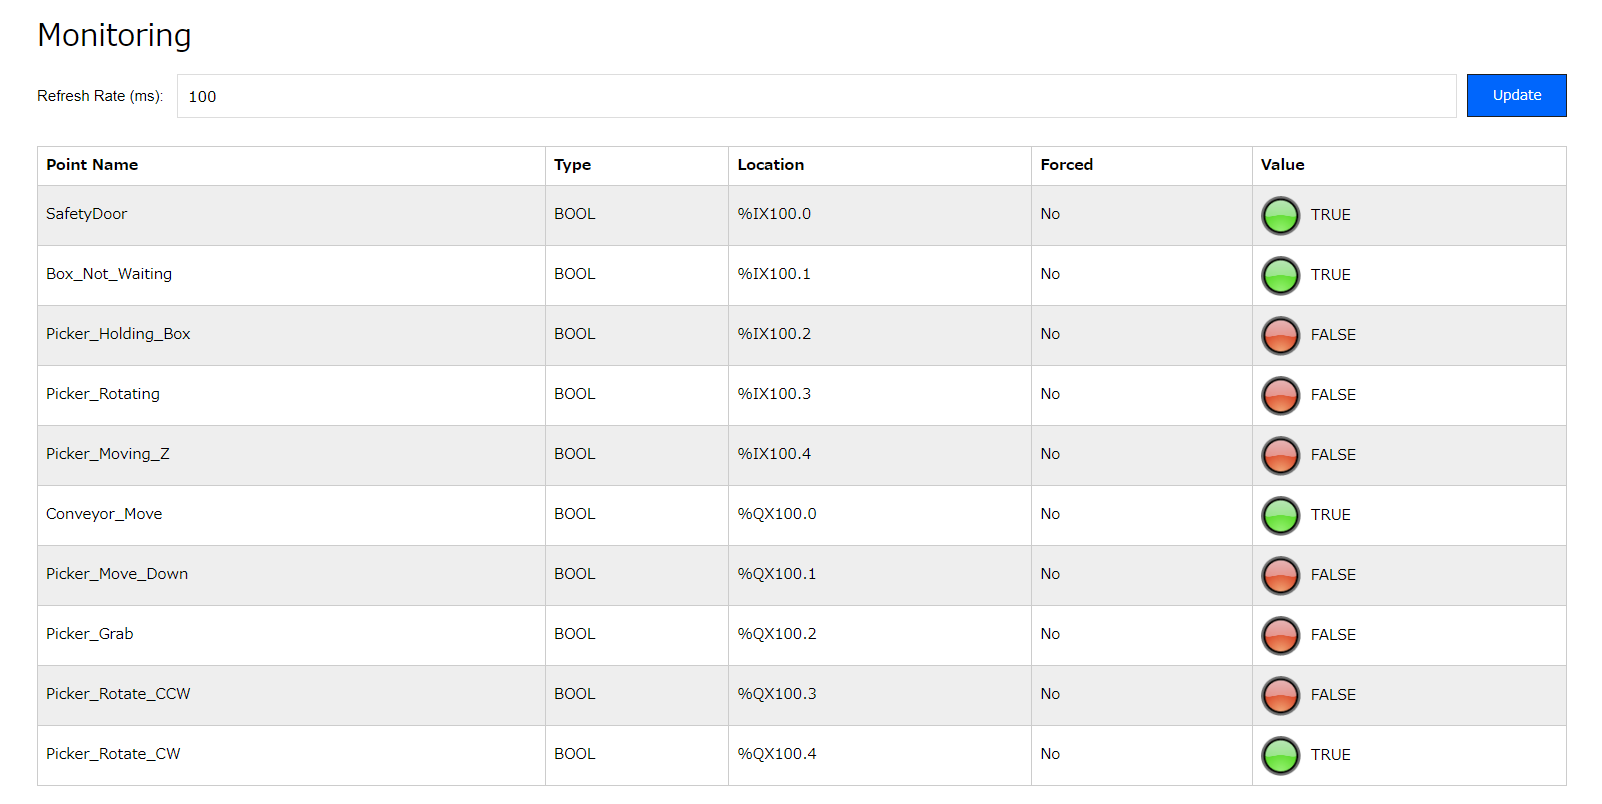 Monitoring
Refresh Rate (ms): 100 Update
Point Name Type Location Forced Value
SafetyDoor BOOL %IX100.0 No TRUE
Box_Not_Waiting BOOL %IX100.1 No TRUE
Picker_Holding_Box BOOL %IX100.2 No FALSE
Picker_Rotating BOOL %IX100.3 No FALSE
Picker_Moving_Z BOOL %IX100.4 No FALSE
Conveyor_Move BOOL %QX100.0 No TRUE
Picker_Move_Down BOOL %QX100.1 No FALSE
Picker_Grab BOOL %QX100.2 No FALSE
Picker_Rotate_CCW BOOL %QX100.3 No FALSE
Picker_Rotate_CW BOOL %QX100.4 No TRUE